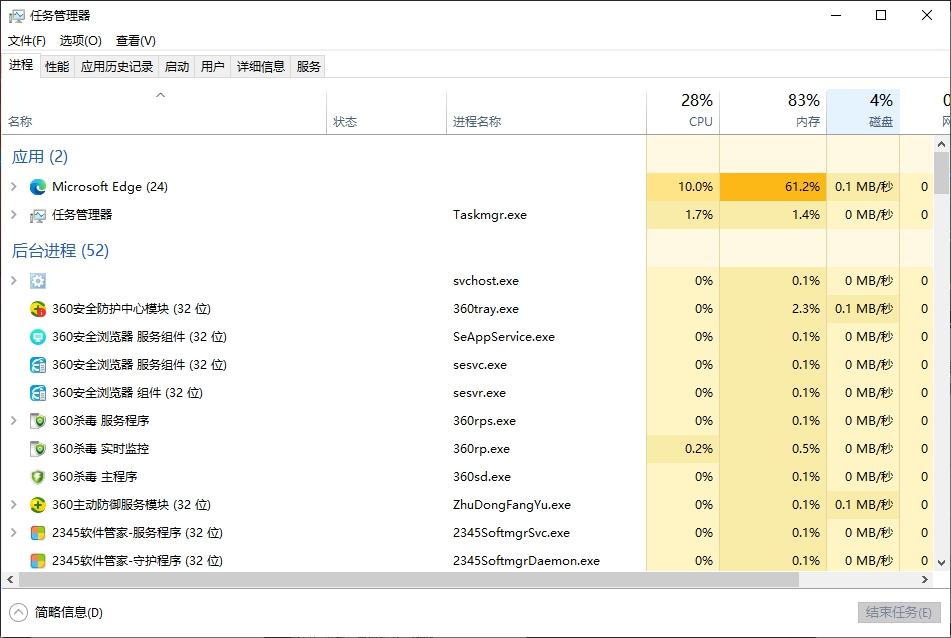 任务管理器
文件(F) 选项(O) 查看(V)
进程 性能 应用历史记录 启动 用户 详细信息 服务
28% 83% 4% 0
名称 状态 进程名称 CPU 内存 磁盘
应用 (2)
Microsoft Edge (24) 10.0% 61.2% 0.1 MB/秒 0
任务管理器 Taskmgr.exe 1.7% 1.4% 0 MB/秒 0
后台进程 (52)
svchost.exe 0% 0.1% 0 MB/秒 0
360安全防护中心模块 (32 位) 360tray.exe 0% 2.3% 0.1 MB/秒 0
360安全浏览器 服务组件 (32 位) SeAppService.exe 0% 0.1% 0 MB/秒 0
360安全浏览器 服务组件 (32 位) sesvc.exe 0% 0.1% 0 MB/秒 0
360安全浏览器 组件 (32 位) sesvr.exe 0% 0.1% 0 MB/秒 0
360杀毒 服务程序 360rps.exe 0% 0.1% 0 MB/秒 0
360杀毒 实时监控 360rp.exe 0.2% 0.5% 0 MB/秒 0
360杀毒 主程序 360sd.exe 0% 0.1% 0 MB/秒 0
360主动防御服务模块 (32 位) ZhuDongFangYu.exe 0% 0.1% 0.1 MB/秒 0
2345软件管家-服务程序 (32 位) 2345SoftmgrSvc.exe 0% 0.1% 0 MB/秒 0
2345软件管家-守护程序 (32 位) 2345SoftmgrDaemon.exe 0% 0.1% 0 MB/秒 0
简略信息(D) 结束任务(E)